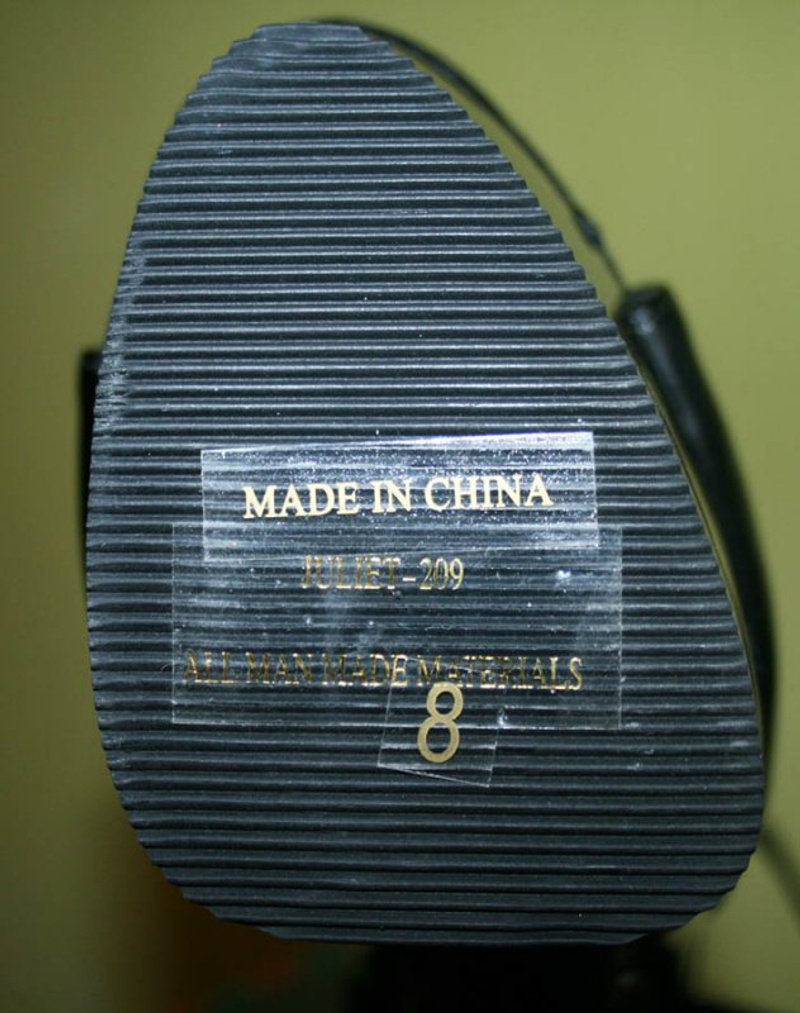 MADE IN CHINA
JULIET-209
ALL MAN MADE MATERIALS
8